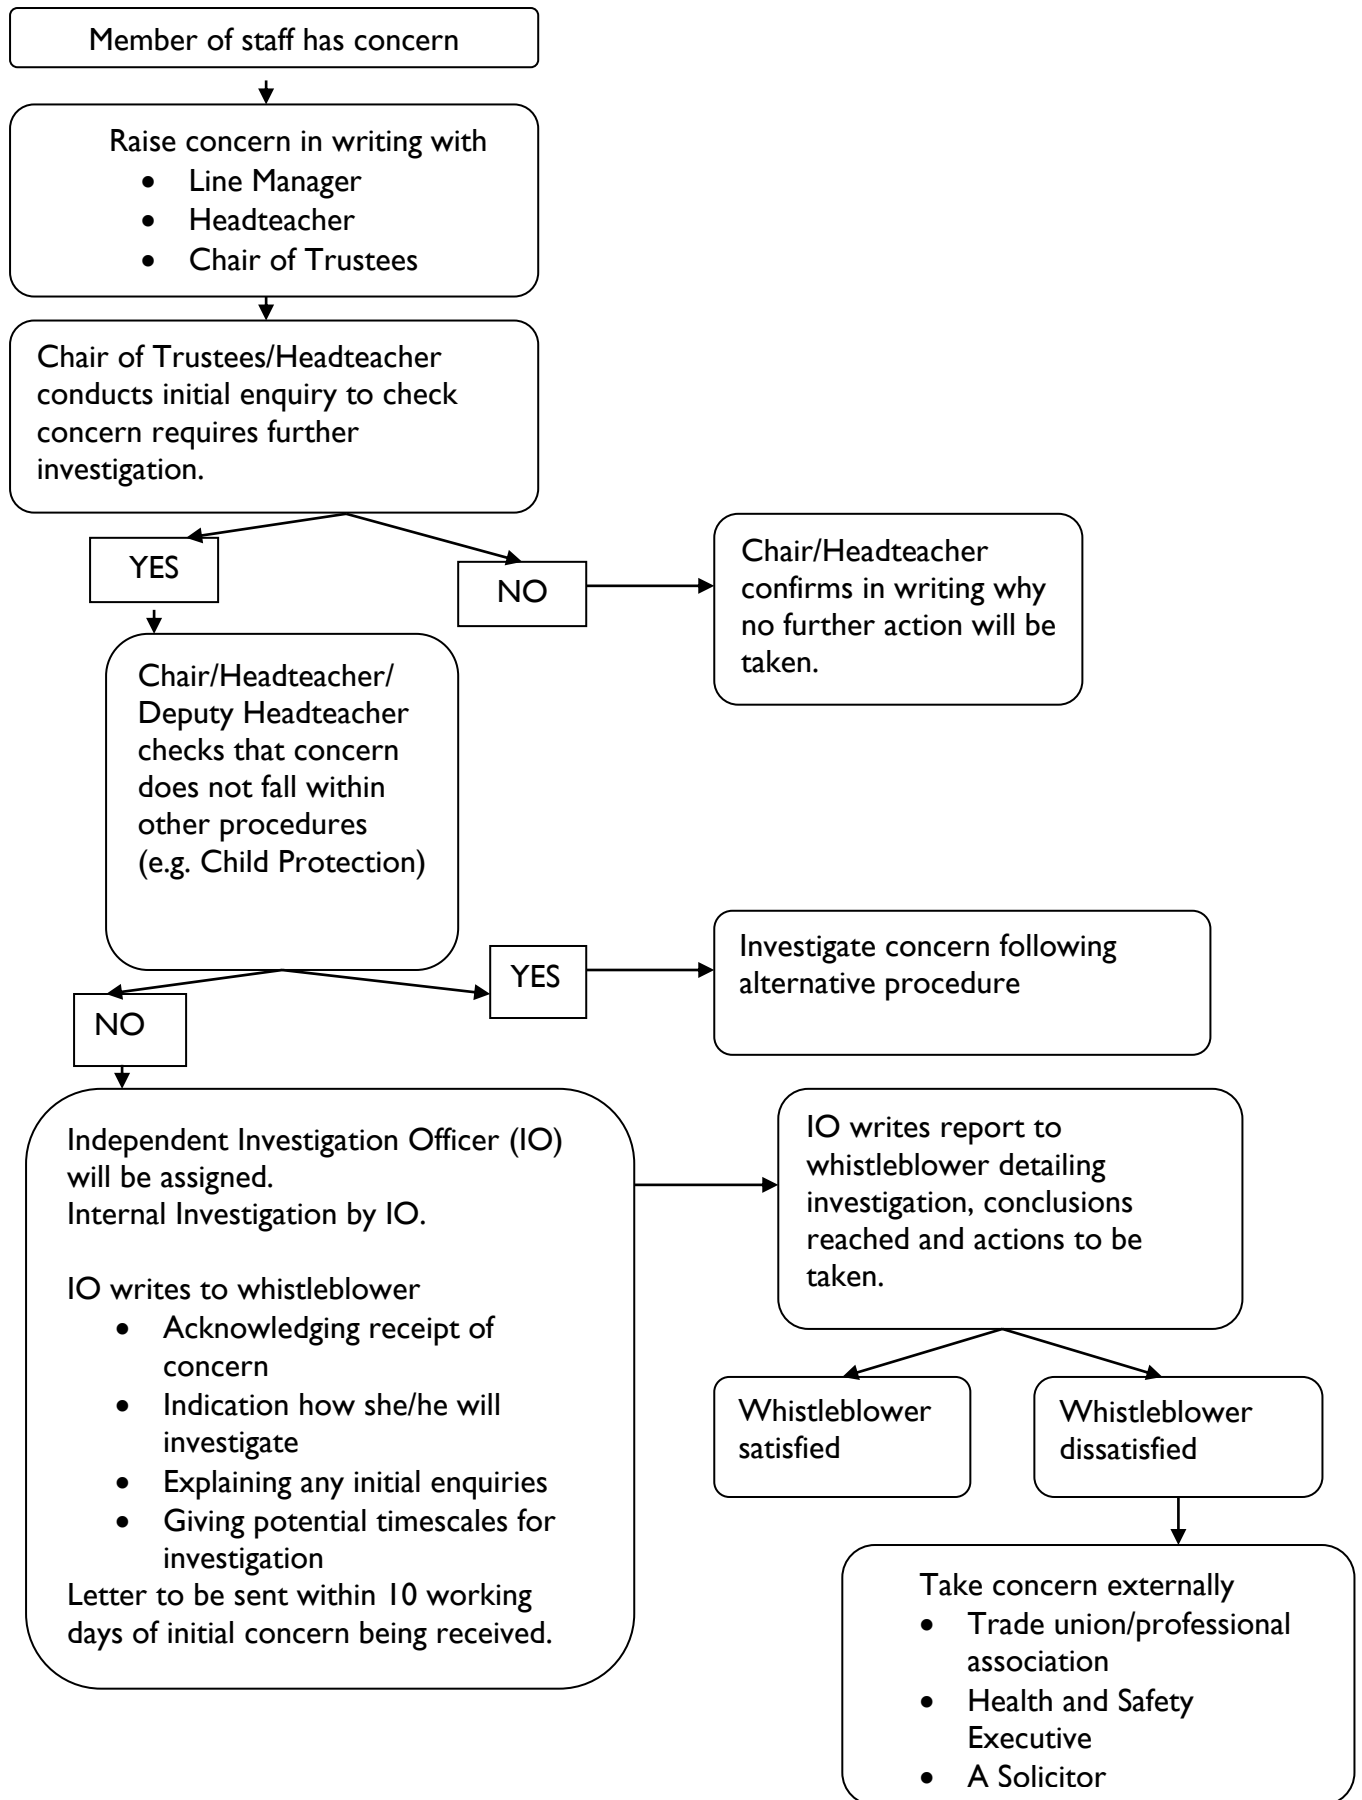 Member of staff has concern
Raise concern in writing with
• Line Manager
• Headteacher
• Chair of Trustees
Chair of Trustees/Headteacher
conducts initial enquiry to check
concern requires further
investigation.
YES
NO
Chair/Headteacher
confirms in writing why
no further action will be
taken.
Chair/Headteacher/
Deputy Headteacher
checks that concern
does not fall within
other procedures
(e.g. Child Protection)
NO
YES
Investigate concern following
alternative procedure
Independent Investigation Officer (IO)
will be assigned.
Internal Investigation by IO.
IO writes to whistleblower
• Acknowledging receipt of
concern
• Indication how she/he will
investigate
• Explaining any initial enquiries
• Giving potential timescales for
investigation
Letter to be sent within 10 working
days of initial concern being received.
IO writes report to
whistleblower detailing
investigation, conclusions
reached and actions to be
taken.
Whistleblower
satisfied
Whistleblower
dissatisfied
Take concern externally
• Trade union/professional
association
• Health and Safety
Executive
• A Solicitor